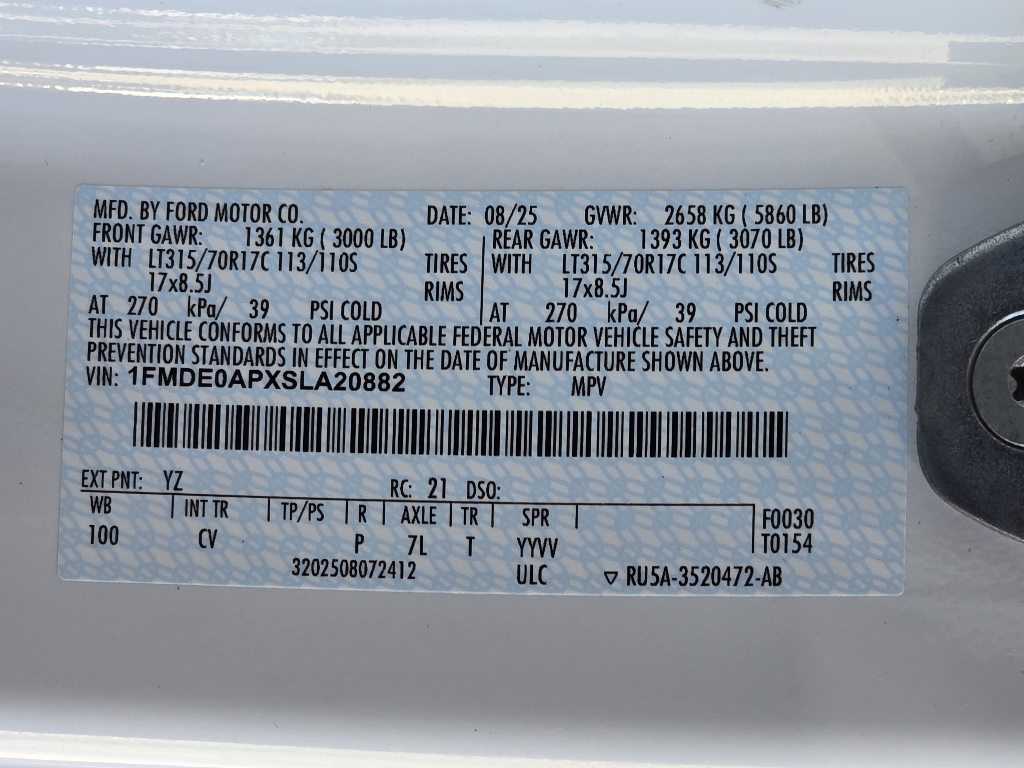 MFD. BY FORD MOTOR CO. DATE: 08/25 GVWR: 2658 KG ( 5860 LB)
FRONT GAWR: 1361 KG ( 3000 LB) REAR GAWR: 1393 KG ( 3070 LB)
WITH LT315/70R17C 113/110S TIRES WITH LT315/70R17C 113/110S TIRES
17x8.5J RIMS 17x8.5J RIMS
AT 270 kPa/ 39 PSI COLD AT 270 kPa/ 39 PSI COLD
THIS VEHICLE CONFORMS TO ALL APPLICABLE FEDERAL MOTOR VEHICLE SAFETY AND THEFT
PREVENTION STANDARDS IN EFFECT ON THE DATE OF MANUFACTURE SHOWN ABOVE.
VIN: 1FMDE0APXSLA20882 TYPE: MPV
EXT PNT: YZ RC: 21 DSO:
WB INT TR TP/PS R AXLE TR SPR F0030
100 CV P 7L T YYVV T0154
3202508072412 ULC ▽ RU5A-3520472-AB